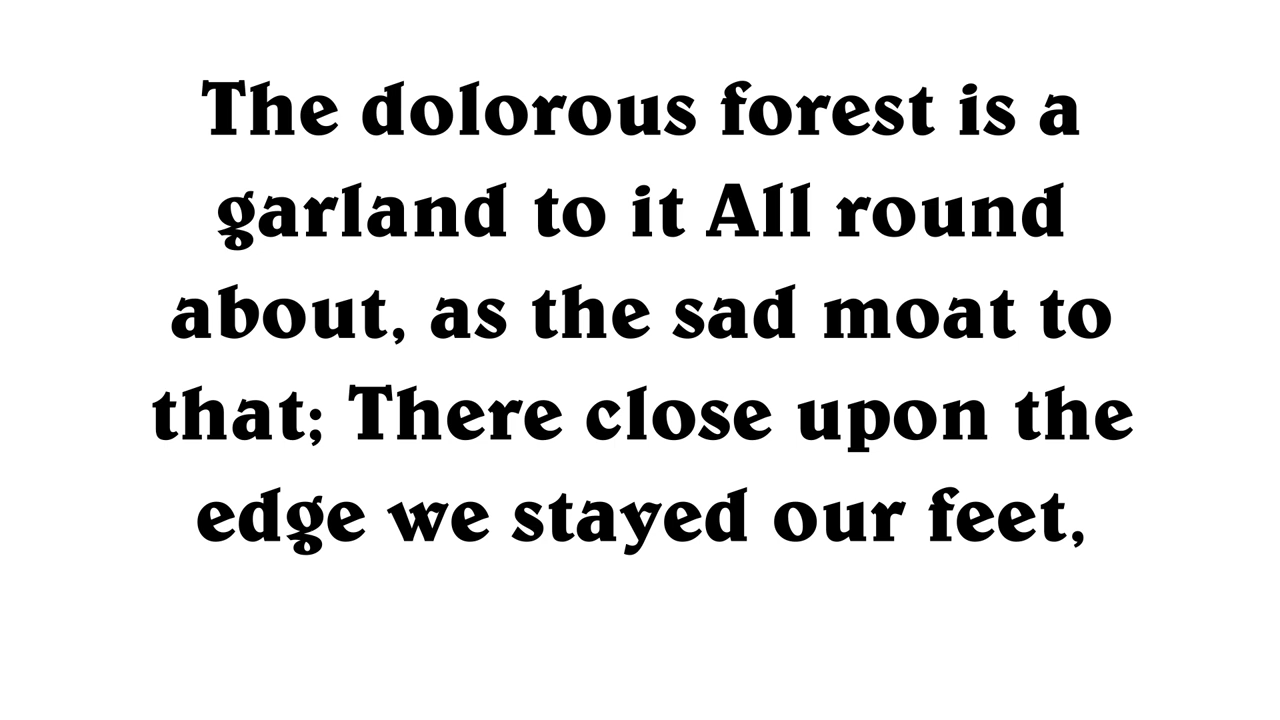 The dolorous forest is a
garland to it All round
about, as the sad moat to
that; There close upon the
edge we stayed our feet,